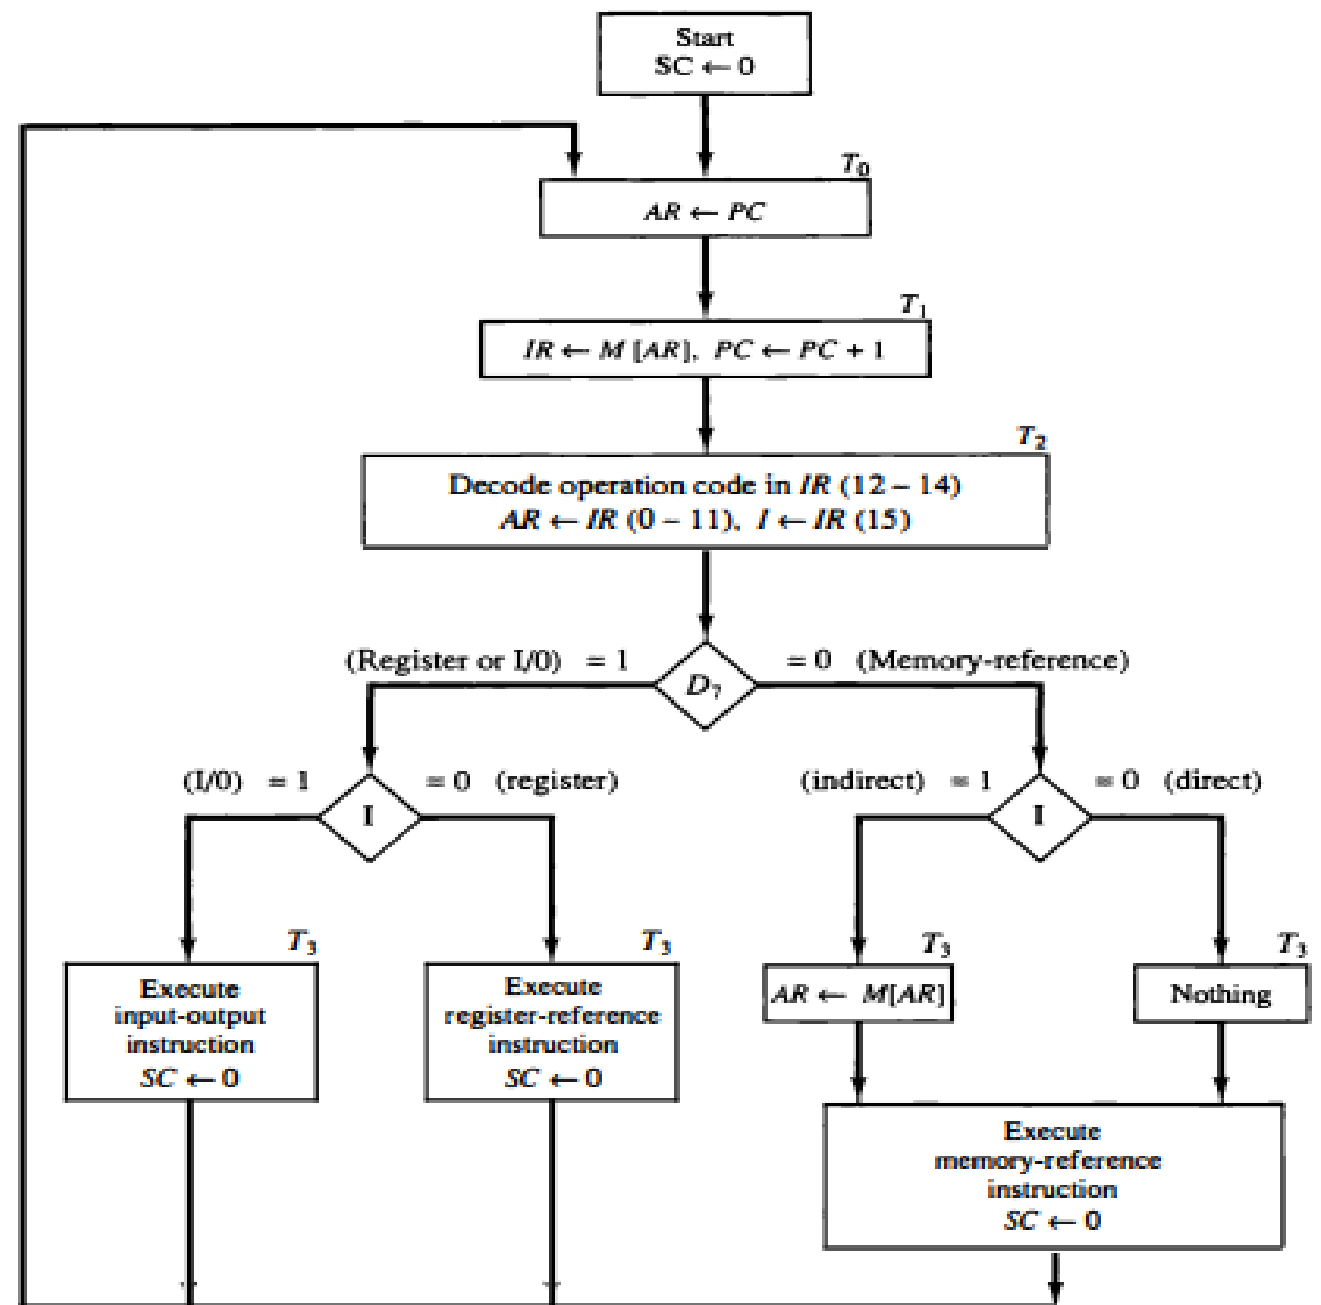 Start
SC ← 0
T₀
AR ← PC
T₁
IR ← M [AR], PC ← PC + 1
T₂
Decode operation code in IR (12 – 14)
AR ← IR (0 – 11), I ← IR (15)
(Register or I/0) = 1
= 0 (Memory-reference)
D₇
(I/0) = 1
= 0 (register)
(indirect) = 1
= 0 (direct)
I
I
T₃
T₃
T₃
T₃
Execute
input-output
instruction
SC ← 0
Execute
register-reference
instruction
SC ← 0
AR ← M[AR]
Nothing
Execute
memory-reference
instruction
SC ← 0